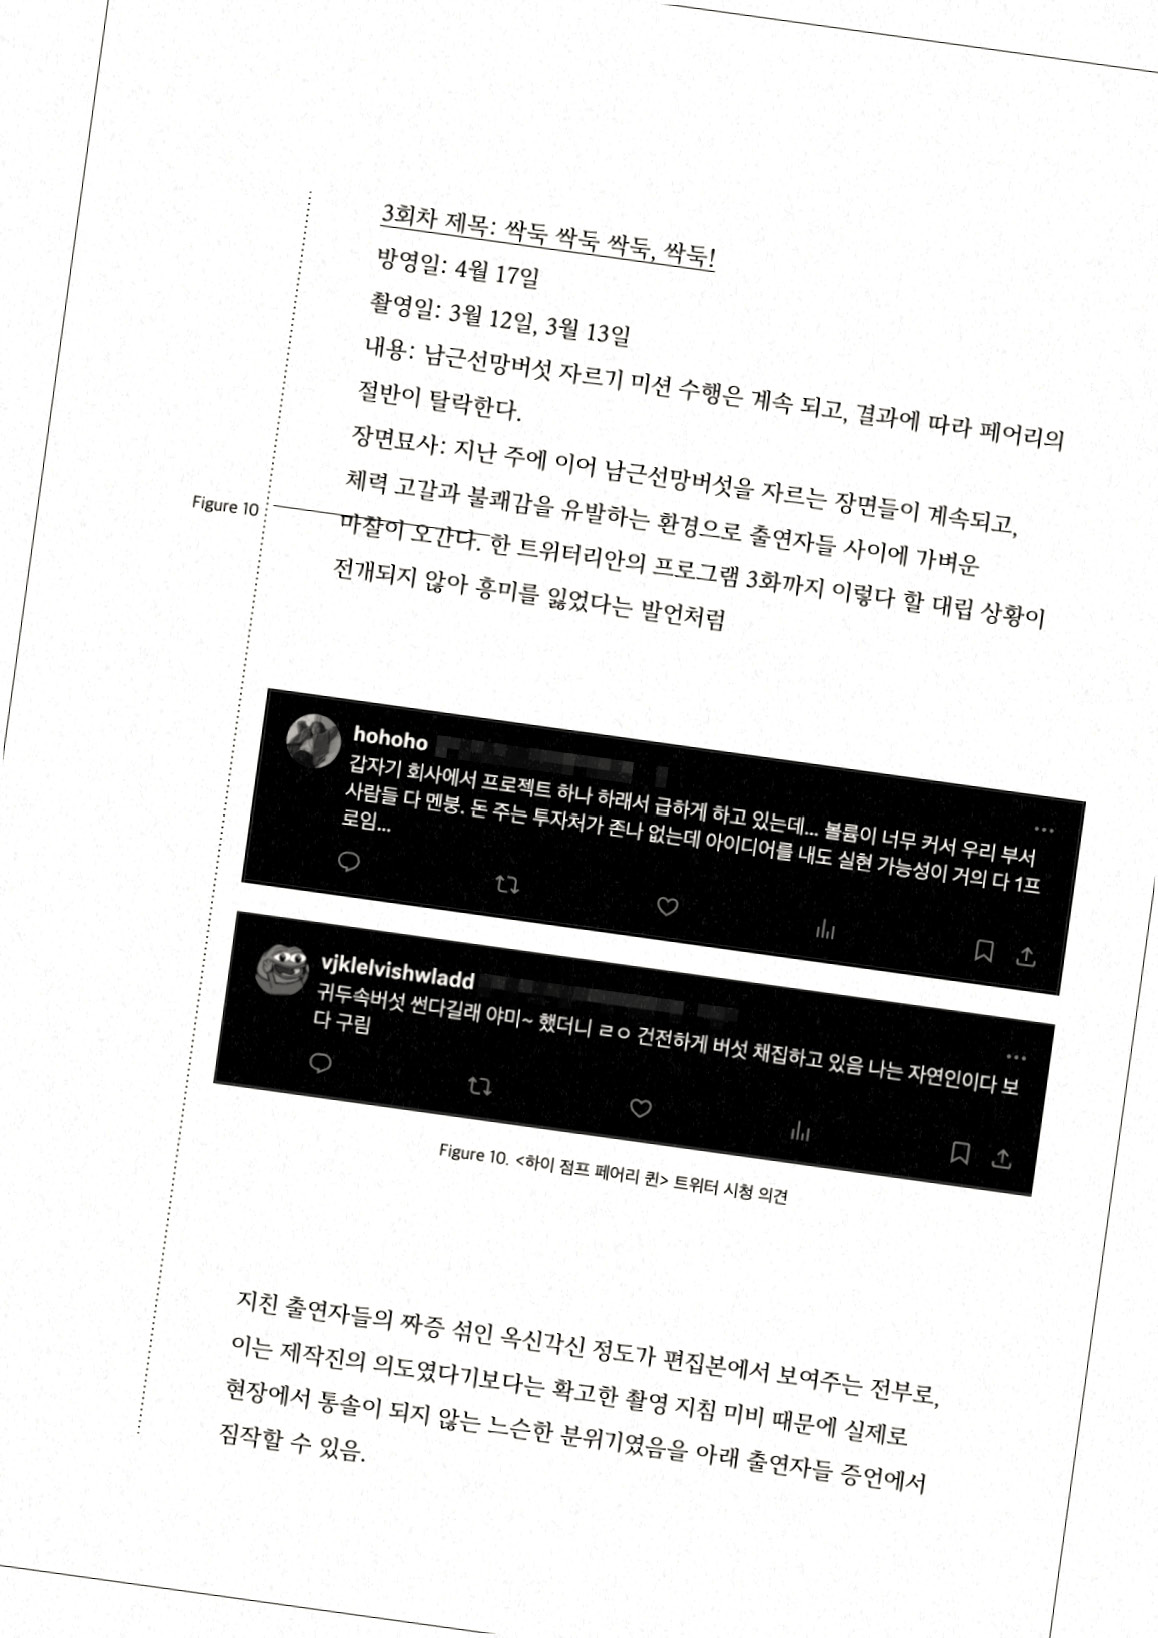 3회차 제목: 싹둑 싹둑 싹둑, 싹둑!
방영일: 4월 17일
촬영일: 3월 12일, 3월 13일
내용: 남근선망버섯 자르기 미션 수행은 계속 되고, 결과에 따라 페어리의
절반이 탈락한다.
장면묘사: 지난 주에 이어 남근선망버섯을 자르는 장면들이 계속되고,
체력 고갈과 불쾌감을 유발하는 환경으로 출연자들 사이에 가벼운
Figure 10
마찰이 오간다. 한 트위터리안의 프로그램 3화까지 이렇다 할 대립 상황이
전개되지 않아 흥미를 잃었다는 발언처럼
hohoho
갑자기 회사에서 프로젝트 하나 하래서 급하게 하고 있는데... 볼륨이 너무 커서 우리 부서
사람들 다 멘붕. 돈 주는 투자처가 존나 없는데 아이디어를 내도 실현 가능성이 거의 다 1프
로임...
vjklelvishwladd
귀두속버섯 썬다길래 야미~ 했더니 ㄹㅇ 건전하게 버섯 채집하고 있음 나는 자연인이다 보
다 구림
Figure 10. <하이 점프 페어리 퀸> 트위터 시청 의견
지친 출연자들의 짜증 섞인 옥신각신 정도가 편집본에서 보여주는 전부로,
이는 제작진의 의도였다기보다는 확고한 촬영 지침 미비 때문에 실제로
현장에서 통솔이 되지 않는 느슨한 분위기였음을 아래 출연자들 증언에서
짐작할 수 있음.